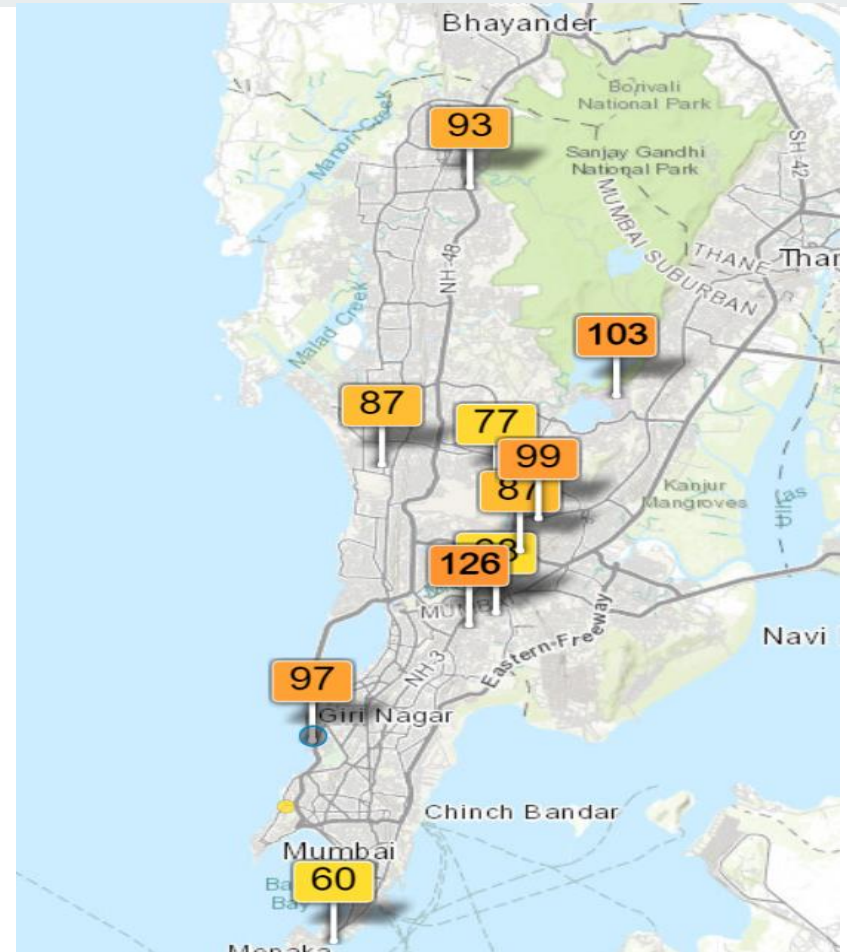 Bhayander
Borivali
National Park
93
Sanjay Gandhi
National Park
SH-42
Manori Creek
MUMBAI SUBURBAN
THANE
NH-48
Malad Creek
103
87
77
99
87
Kanjur
Mangroves
126
NH-3
Eastern-Freeway
Navi
97
Giri Nagar
Chinch Bandar
Mumbai
60
Bay